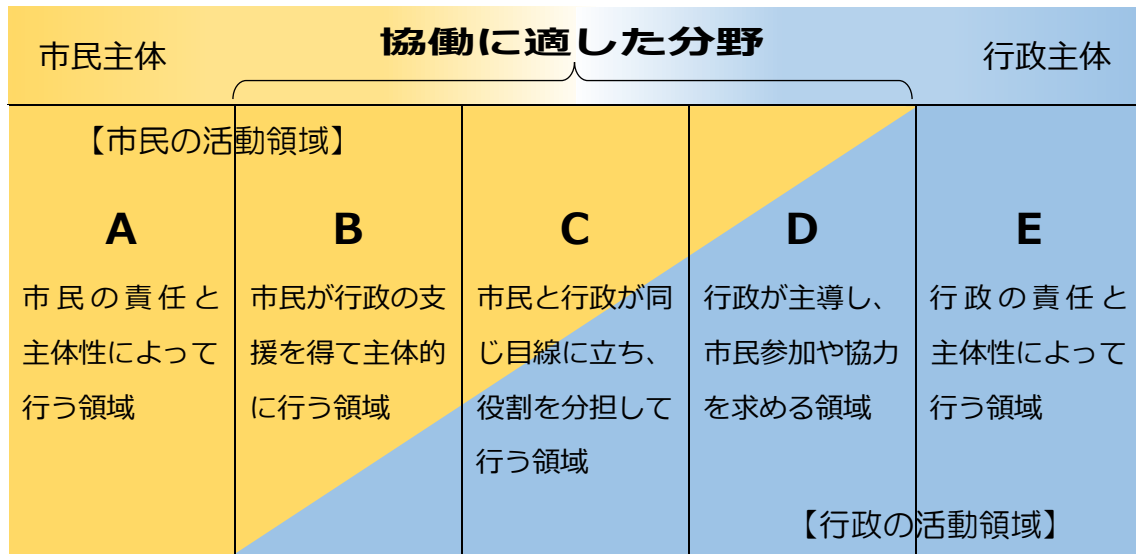 市民主体
協働に適した分野
行政主体
【市民の活動領域】
A
市民の責任と
主体性によって
行う領域
B
市民が行政の支
援を得て主体的
に行う領域
C
市民と行政が同
じ目線に立ち、
役割を分担して
行う領域
D
行政が主導し、
市民参加や協力
を求める領域
E
行政の責任と
主体性によって
行う領域
【行政の活動領域】